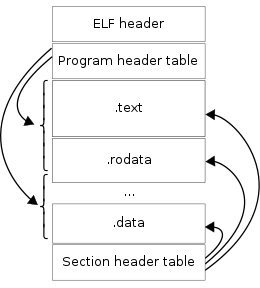 ELF header
Program header table
.text
.rodata
...
.data
Section header table